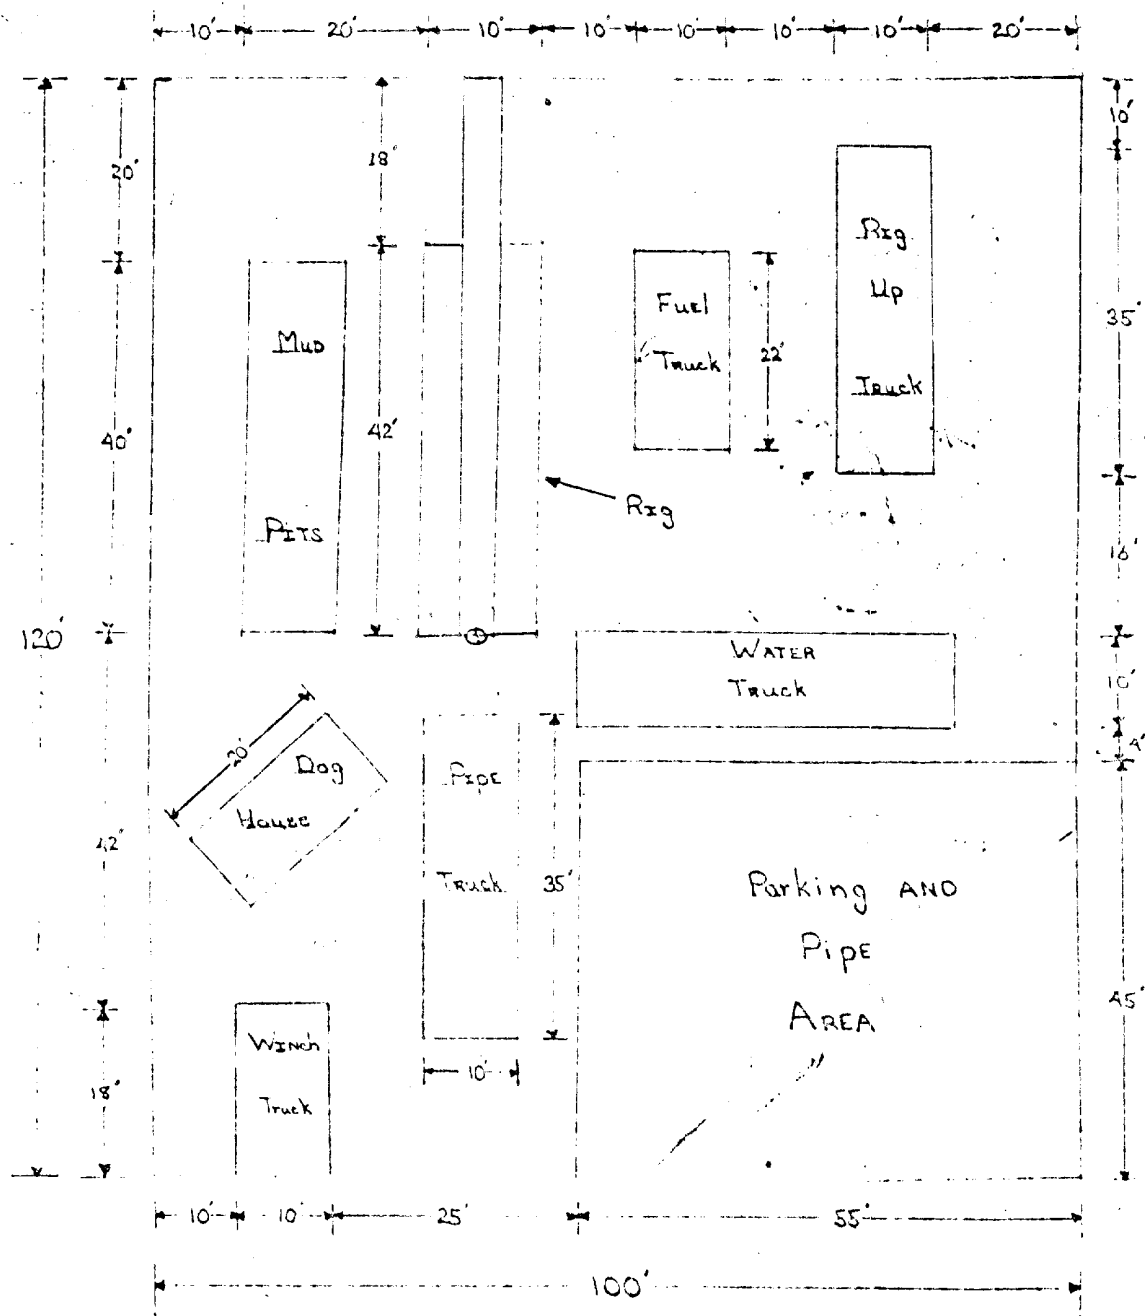 10' 20' 10' 10' 10' 10' 10' 20'
10'
20'
18'
Rig
Up
Truck
Fuel
Truck
22'
35'
Mud
Pits
40'
42'
Rig
16'
120'
Water
Truck
10'
4'
20'
Dog
House
Pipe
Truck
35'
42'
Parking AND
Pipe
AREA
45'
Winch
Truck
10'
18'
10' 10' 25' 55'
100'